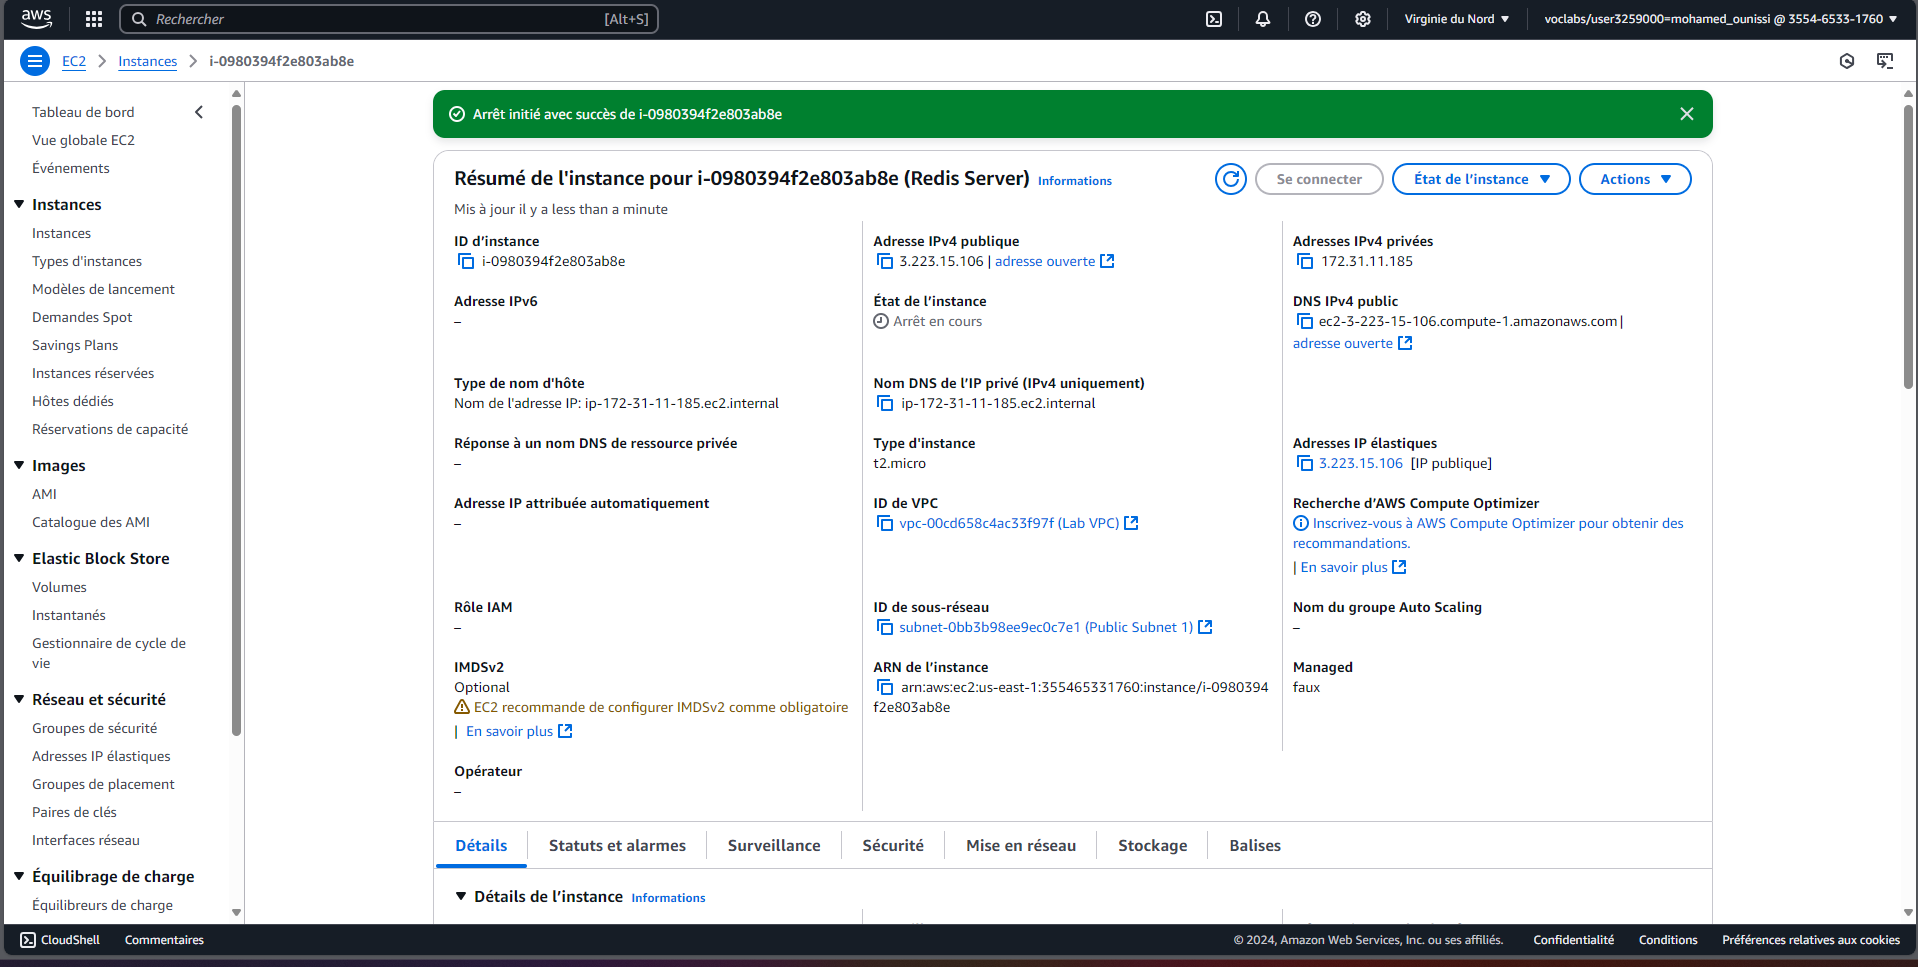 aws
Rechercher [Alt+S]
Virginie du Nord
voclabs/user3259000=mohamed_ounissi @ 3554-6533-1760
EC2 > Instances > i-0980394f2e803ab8e
Tableau de bord
Vue globale EC2
Événements
Instances
Instances
Types d'instances
Modèles de lancement
Demandes Spot
Savings Plans
Instances réservées
Hôtes dédiés
Réservations de capacité
Images
AMI
Catalogue des AMI
Elastic Block Store
Volumes
Instantanés
Gestionnaire de cycle de
vie
Réseau et sécurité
Groupes de sécurité
Adresses IP élastiques
Groupes de placement
Paires de clés
Interfaces réseau
Équilibrage de charge
Équilibreurs de charge
Arrêt initié avec succès de i-0980394f2e803ab8e
Résumé de l'instance pour i-0980394f2e803ab8e (Redis Server) Informations
Se connecter
État de l’instance
Actions
Mis à jour il y a less than a minute
ID d’instance
i-0980394f2e803ab8e
Adresse IPv4 publique
3.223.15.106 | adresse ouverte
Adresses IPv4 privées
172.31.11.185
Adresse IPv6
–
État de l’instance
Arrêt en cours
DNS IPv4 public
ec2-3-223-15-106.compute-1.amazonaws.com |
adresse ouverte
Type de nom d'hôte
Nom de l'adresse IP: ip-172-31-11-185.ec2.internal
Nom DNS de l’IP privé (IPv4 uniquement)
ip-172-31-11-185.ec2.internal
Réponse à un nom DNS de ressource privée
–
Type d'instance
t2.micro
Adresses IP élastiques
3.223.15.106 [IP publique]
Adresse IP attribuée automatiquement
–
ID de VPC
vpc-00cd658c4ac33f97f (Lab VPC)
Recherche d’AWS Compute Optimizer
Inscrivez-vous à AWS Compute Optimizer pour obtenir des
recommandations.
| En savoir plus
Rôle IAM
–
ID de sous-réseau
subnet-0bb3b98ee9ec0c7e1 (Public Subnet 1)
Nom du groupe Auto Scaling
–
IMDSv2
Optional
EC2 recommande de configurer IMDSv2 comme obligatoire
| En savoir plus
ARN de l’instance
arn:aws:ec2:us-east-1:355465331760:instance/i-0980394
f2e803ab8e
Managed
faux
Opérateur
–
Détails
Statuts et alarmes
Surveillance
Sécurité
Mise en réseau
Stockage
Balises
Détails de l’instance Informations
CloudShell
Commentaires
© 2024, Amazon Web Services, Inc. ou ses affiliés.
Confidentialité
Conditions
Préférences relatives aux cookies